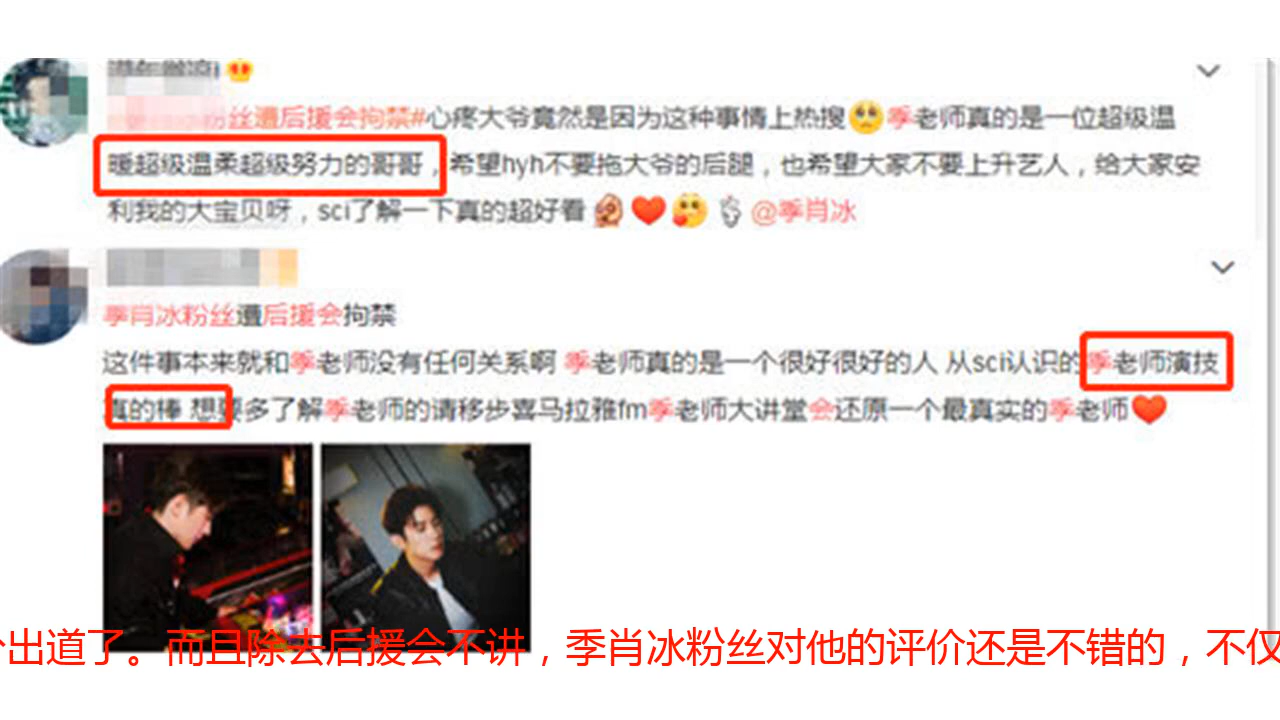 粉丝遭后援会拘禁#心疼大爷竟然是因为这种事情上热搜 季老师真的是一位超级温
暖超级温柔超级努力的哥哥，希望hyh不要拖大爷的后腿，也希望大家不要上升艺人，给大家安
利我的大宝贝呀，sci了解一下真的超好看 @季肖冰
季肖冰粉丝遭后援会拘禁
这件事本来就和季老师没有任何关系啊 季老师真的是一个很好很好的人 从sci认识的季老师演技
真的棒 想要多了解季老师的请移步喜马拉雅fm季老师大讲堂会还原一个最真实的季老师
出道了。而且除去后援会不讲，季肖冰粉丝对他的评价还是不错的，不仅